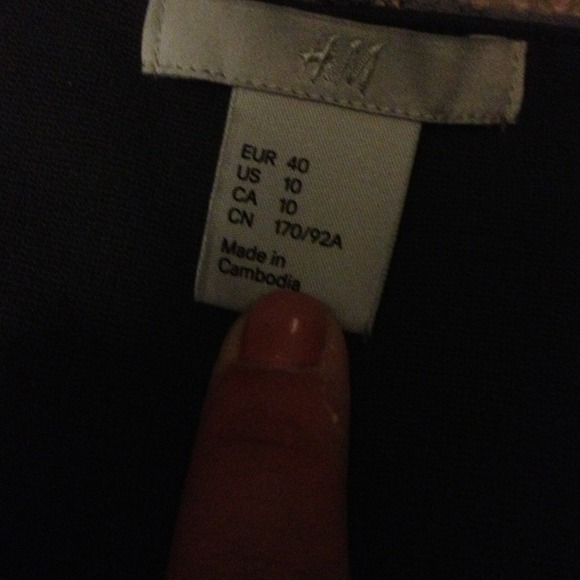 H&M
EUR 40
US 10
CA 10
CN 170/92A
Made in
Cambodia